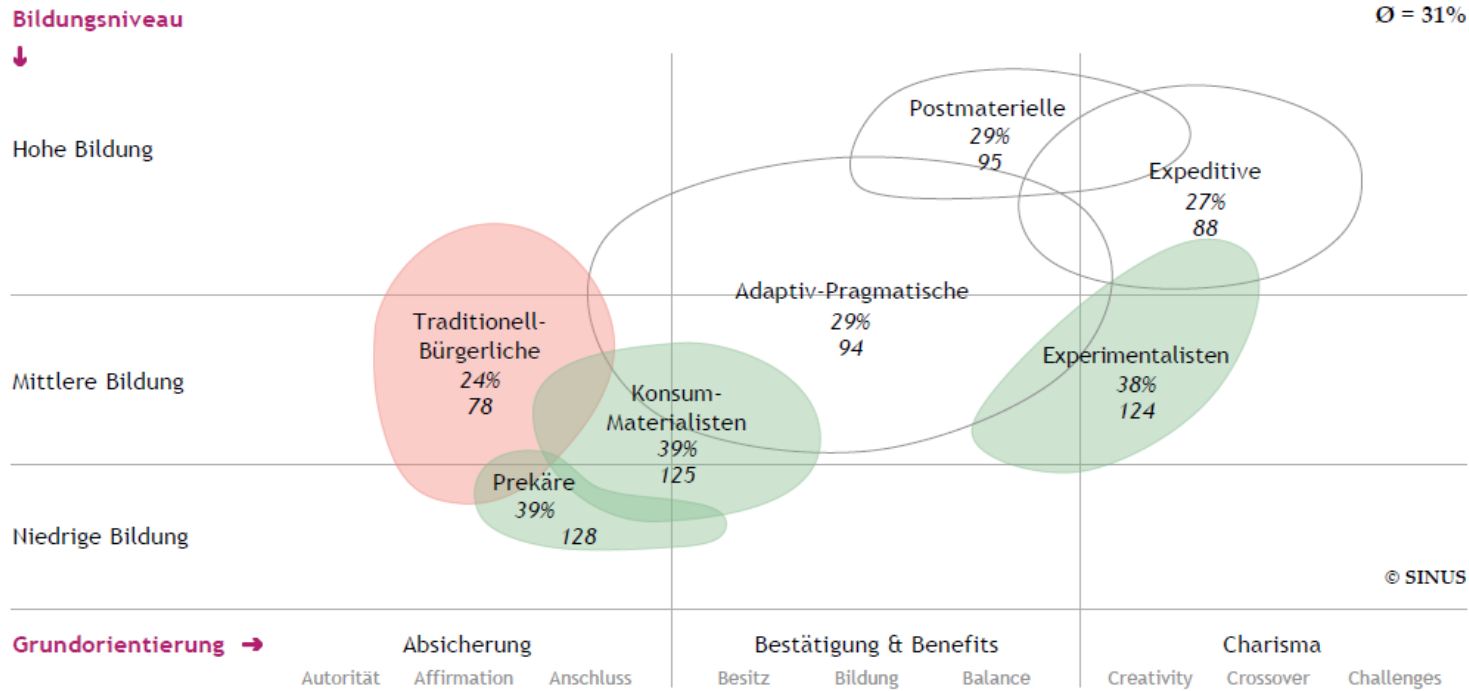 Bildungsniveau
Ø = 31%
Hohe Bildung
Postmaterielle
29%
95
Expeditive
27%
88
Adaptiv-Pragmatische
29%
94
Traditionell-
Bürgerliche
24%
78
Mittlere Bildung
Konsum-
Materialisten
39%
125
Experimentalisten
38%
124
Prekäre
39%
128
Niedrige Bildung
© SINUS
Grundorientierung
Absicherung
Bestätigung & Benefits
Charisma
Autorität Affirmation Anschluss Besitz Bildung Balance Creativity Crossover Challenges